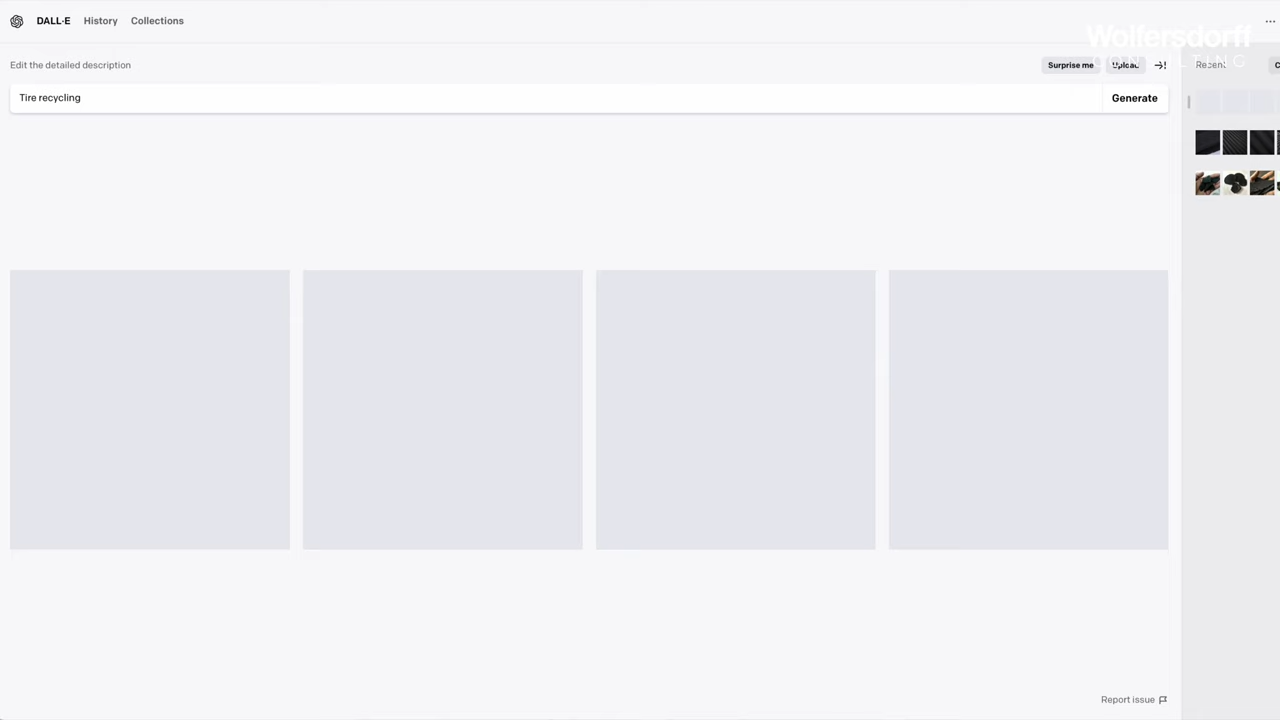 DALL·E History Collections
Wolfersdorff
Edit the detailed description
Surprise me Upload
Recent
Tire recycling
Generate
Report issue